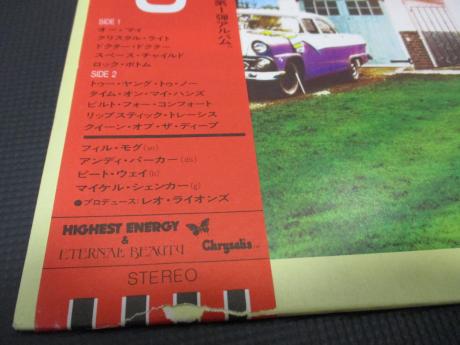 第1弾アルバム。
SIDE 1
オー・マイ
クリスタル・ライト
ドクター・ドクター
スペース・チャイルド
ロック・ボトム
SIDE 2
トゥー・ヤング・トゥ・ノー
タイム・オン・マイ・ハンズ
ビルト・フォー・コンフォート
リップスティック・トレーシス
クイーン・オブ・ザ・ディープ
フィル・モグ(vo)
アンディ・パーカー(ds)
ピート・ウェイ(b)
マイケル・シェンカー(g)
●プロデュース:レオ・ライオンズ
HIGHEST ENERGY
& ETERNAL BEAUTY
Chrysalis
STEREO